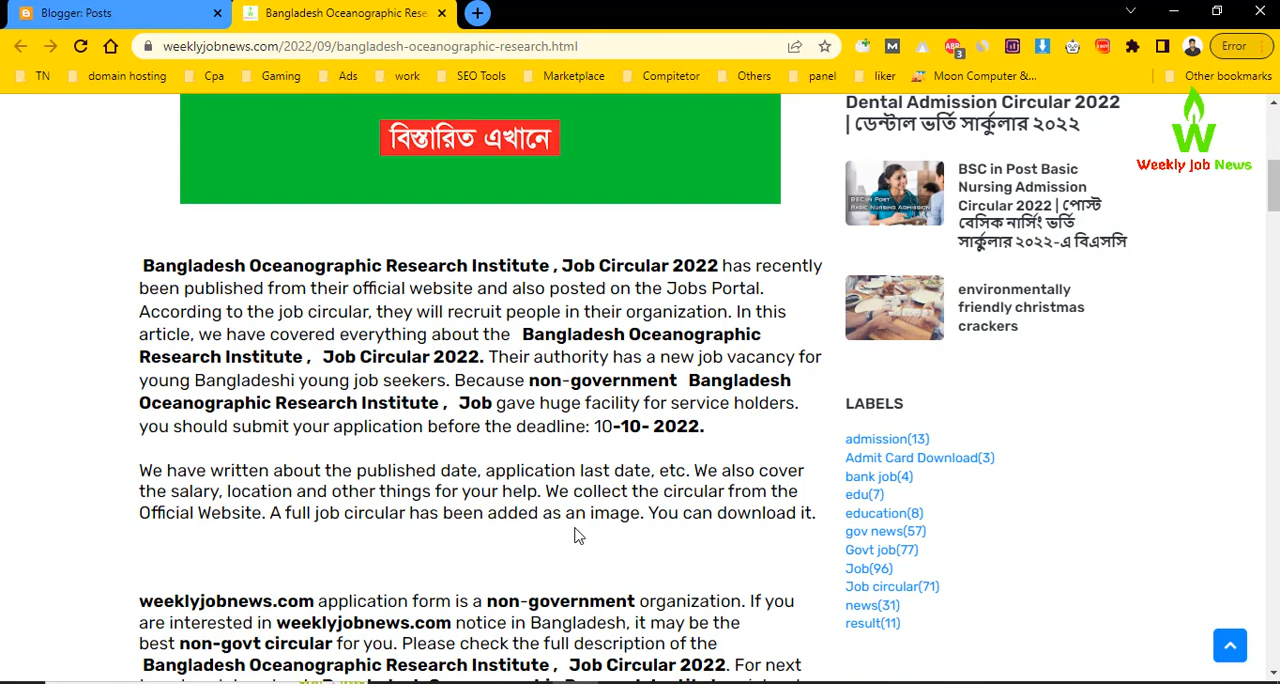 Blogger: Posts
Bangladesh Oceanographic Rese
weeklyjobnews.com/2022/09/bangladesh-oceanographic-research.html
ABP
3
Error
TN
domain hosting
Cpa
Gaming
Ads
work
SEO Tools
Marketplace
Compitetor
Others
panel
liker
Moon Computer &...
Other bookmarks
বিস্তারিত এখানে
Bangladesh Oceanographic Research Institute , Job Circular 2022 has recently
been published from their official website and also posted on the Jobs Portal.
According to the job circular, they will recruit people in their organization. In this
article, we have covered everything about the Bangladesh Oceanographic
Research Institute , Job Circular 2022. Their authority has a new job vacancy for
young Bangladeshi young job seekers. Because non-government Bangladesh
Oceanographic Research Institute , Job gave huge facility for service holders.
you should submit your application before the deadline: 10-10- 2022.
We have written about the published date, application last date, etc. We also cover
the salary, location and other things for your help. We collect the circular from the
Official Website. A full job circular has been added as an image. You can download it.
weeklyjobnews.com application form is a non-government organization. If you
are interested in weeklyjobnews.com notice in Bangladesh, it may be the
best non-govt circular for you. Please check the full description of the
Bangladesh Oceanographic Research Institute , Job Circular 2022. For next
Dental Admission Circular 2022
| ডেন্টাল ভর্তি সার্কুলার ২০২২
Weekly Job News
BSC IN POST
BASIC NURSING ADMISSION
BSC in Post Basic
Nursing Admission
Circular 2022 | পোস্ট
বেসিক নার্সিং ভর্তি
সার্কুলার ২০২২-এ বিএসসি
environmentally
friendly christmas
crackers
LABELS
admission(13)
Admit Card Download(3)
bank job(4)
edu(7)
education(8)
gov news(57)
Govt job(77)
Job(96)
Job circular(71)
news(31)
result(11)